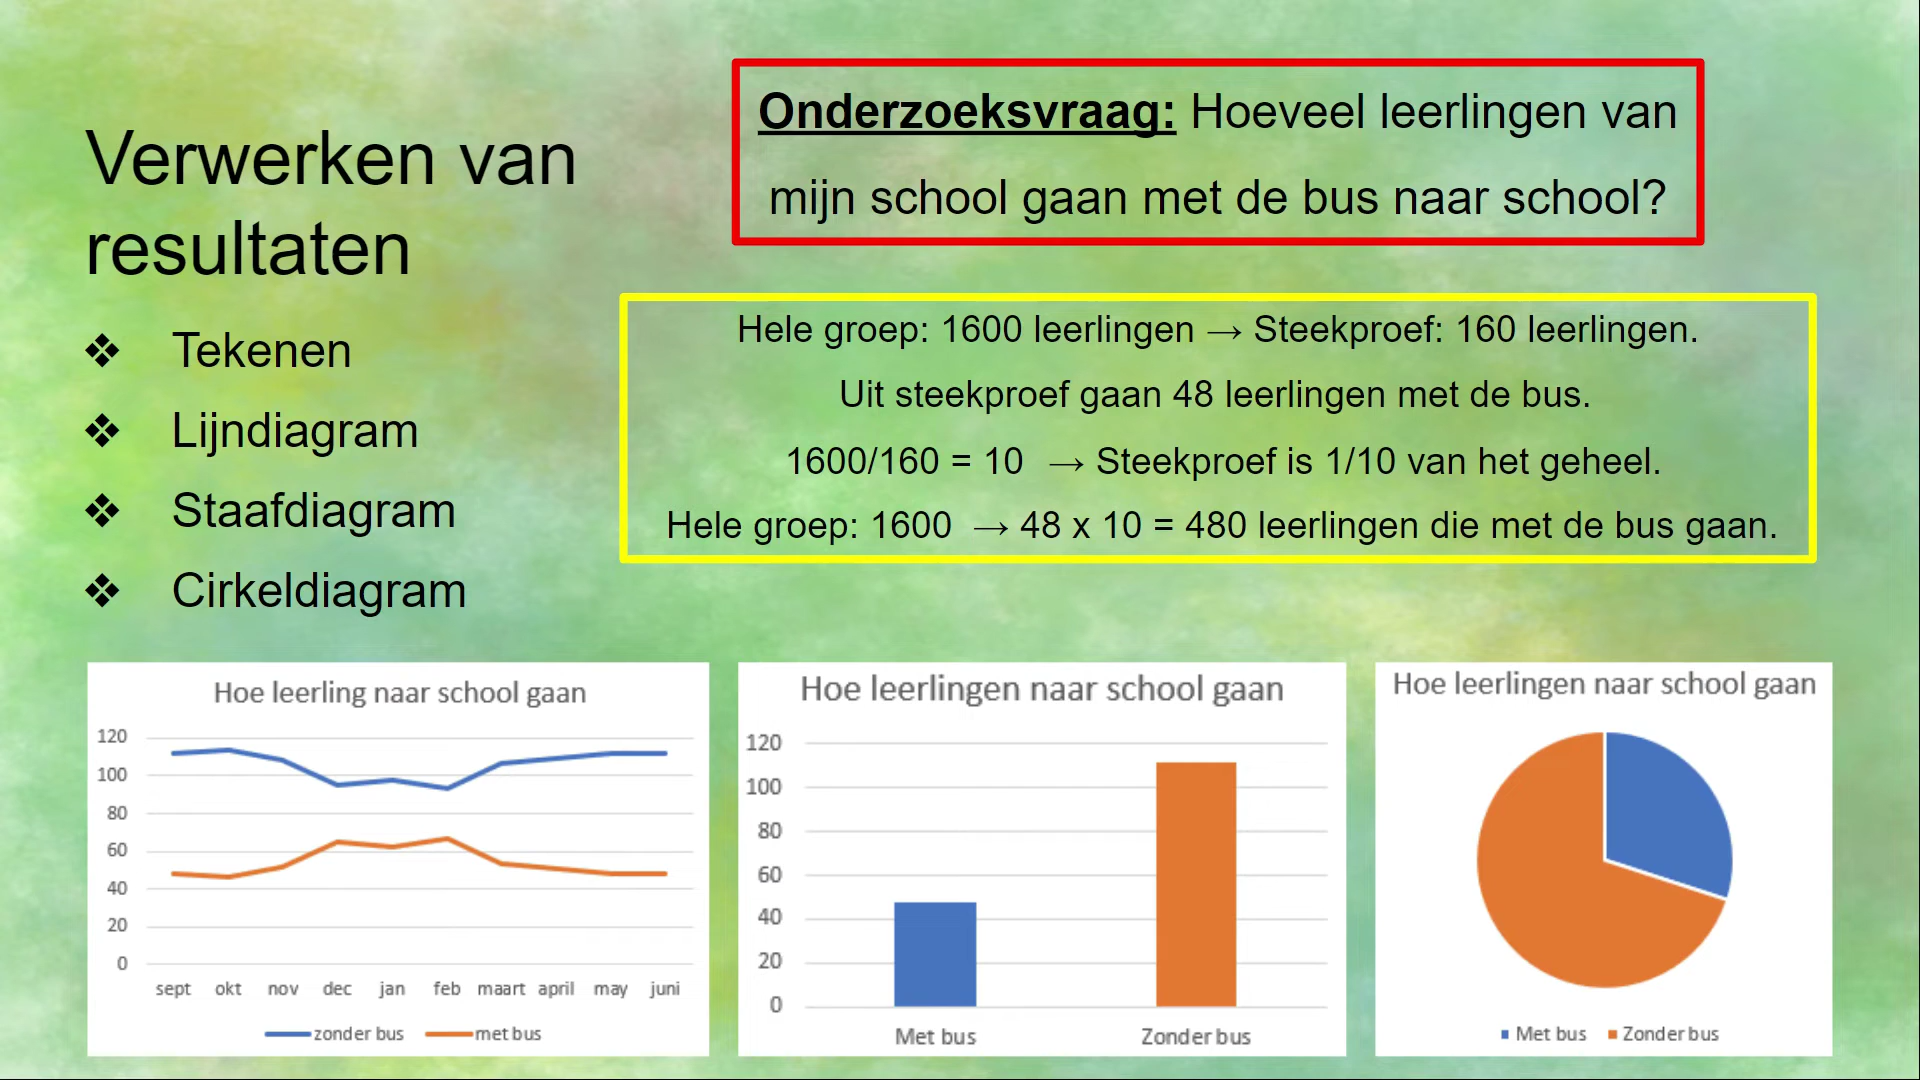 Verwerken van
resultaten
❖ Tekenen
❖ Lijndiagram
❖ Staafdiagram
❖ Cirkeldiagram
Onderzoeksvraag: Hoeveel leerlingen van
mijn school gaan met de bus naar school?
Hele groep: 1600 leerlingen → Steekproef: 160 leerlingen.
Uit steekproef gaan 48 leerlingen met de bus.
1600/160 = 10 → Steekproef is 1/10 van het geheel.
Hele groep: 1600 → 48 x 10 = 480 leerlingen die met de bus gaan.
Hoe leerling naar school gaan
120
100
80
60
40
20
0
sept okt nov dec jan feb maart april may juni
zonder bus met bus
Hoe leerlingen naar school gaan
120
100
80
60
40
20
0
Met bus Zonder bus
Hoe leerlingen naar school gaan
Met bus Zonder bus